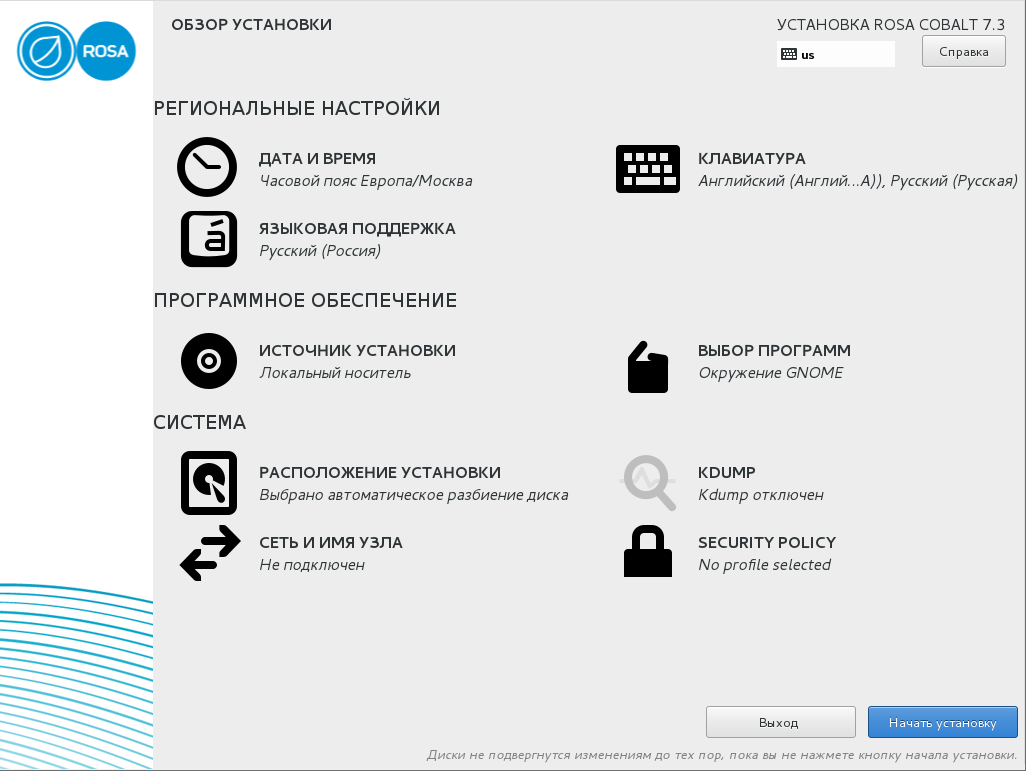 ROSA
ОБЗОР УСТАНОВКИ
УСТАНОВКА ROSA COBALT 7.3
us
Справка
РЕГИОНАЛЬНЫЕ НАСТРОЙКИ
ДАТА И ВРЕМЯ
Часовой пояс Европа/Москва
КЛАВИАТУРА
Английский (Англий...A)), Русский (Русская)
á
ЯЗЫКОВАЯ ПОДДЕРЖКА
Русский (Россия)
ПРОГРАММНОЕ ОБЕСПЕЧЕНИЕ
ИСТОЧНИК УСТАНОВКИ
Локальный носитель
ВЫБОР ПРОГРАММ
Окружение GNOME
СИСТЕМА
РАСПОЛОЖЕНИЕ УСТАНОВКИ
Выбрано автоматическое разбиение диска
KDUMP
Kdump отключен
СЕТЬ И ИМЯ УЗЛА
Не подключен
SECURITY POLICY
No profile selected
Выход
Начать установку
Диски не подвергнутся изменениям до тех пор, пока вы не нажмете кнопку начала установки.